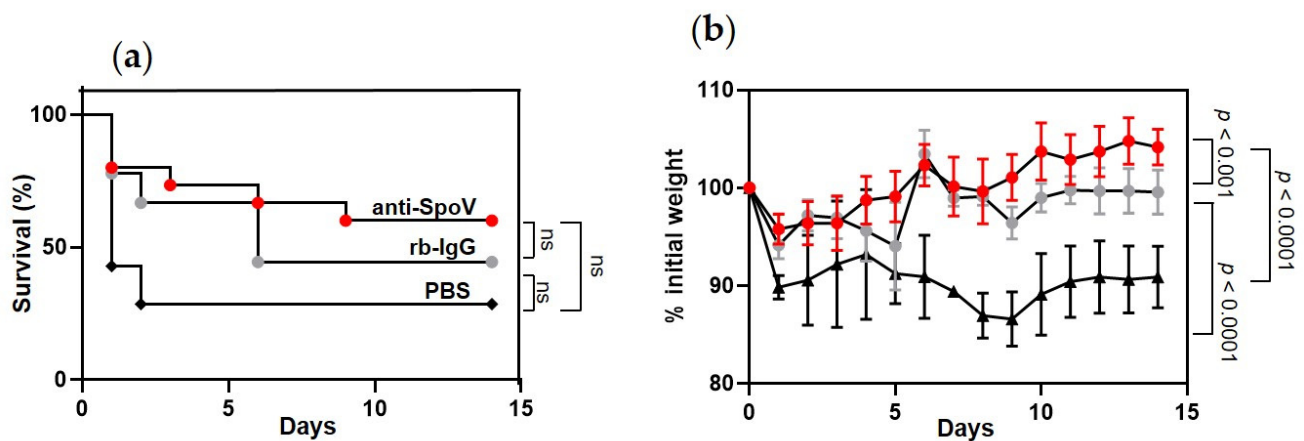 (a)
Survival (%)
100
50
0
0 5 10 15
Days
anti-SpoV
rb-IgG
PBS
ns
ns
ns
(b)
% initial weight
110
100
90
80
0 5 10 15
Days
p < 0.001
p < 0.0001
p < 0.0001